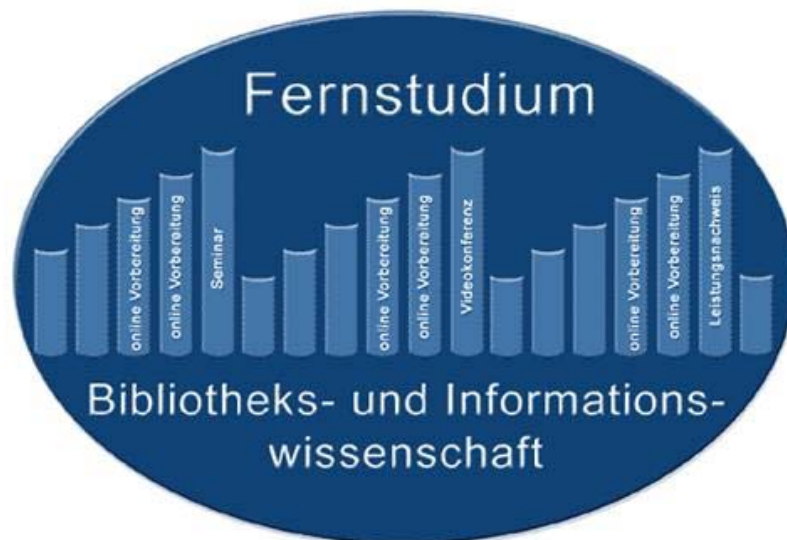 Fernstudium
online Vorbereitung
online Vorbereitung
Seminar
online Vorbereitung
online Vorbereitung
Videokonferenz
online Vorbereitung
online Vorbereitung
Leistungsnachweis
Bibliotheks- und Informations-
wissenschaft